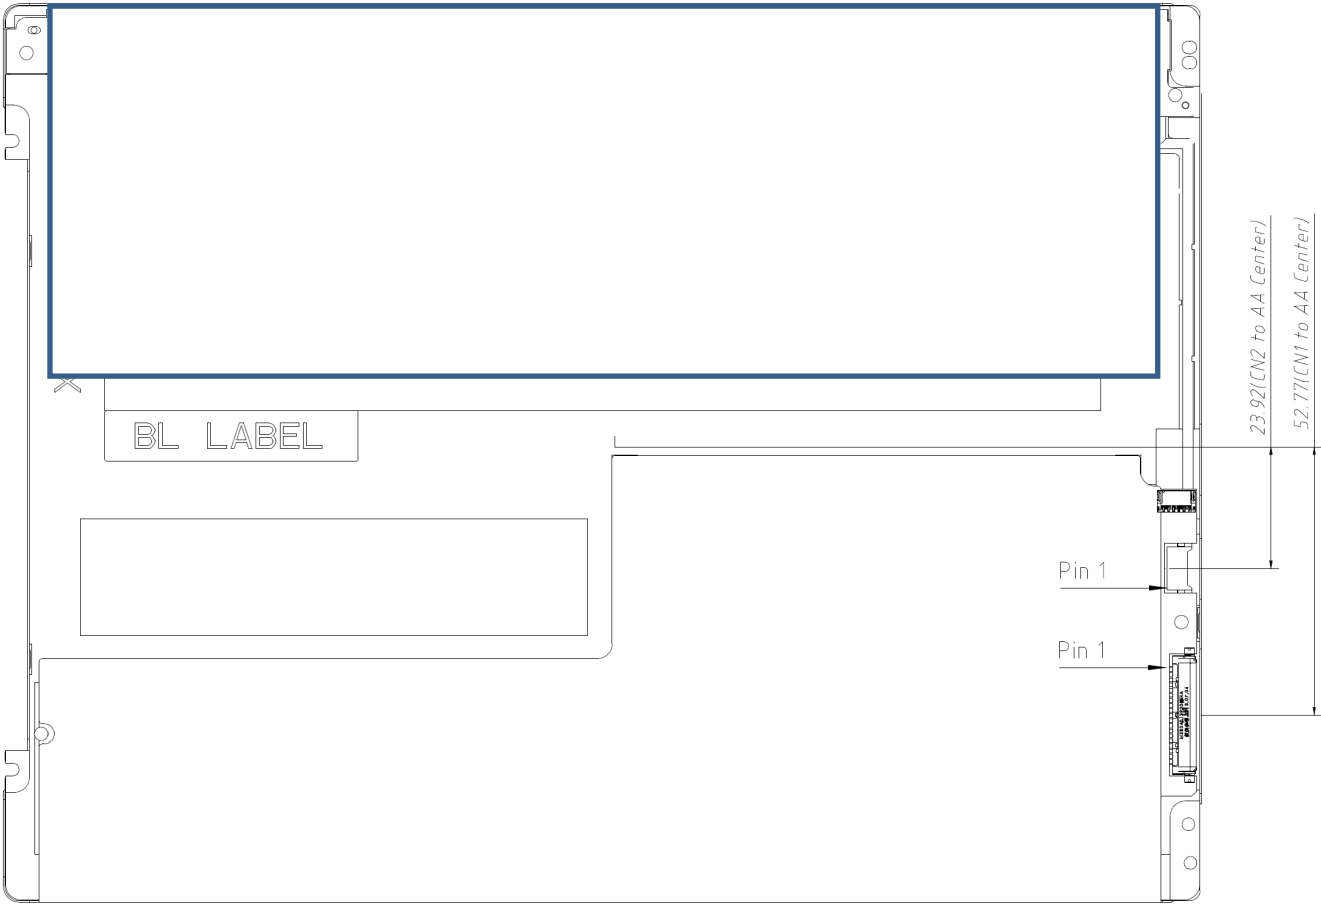 23.92(CN2 to AA Center)
52.77(CN1 to AA Center)
BL LABEL
Pin 1
Pin 1